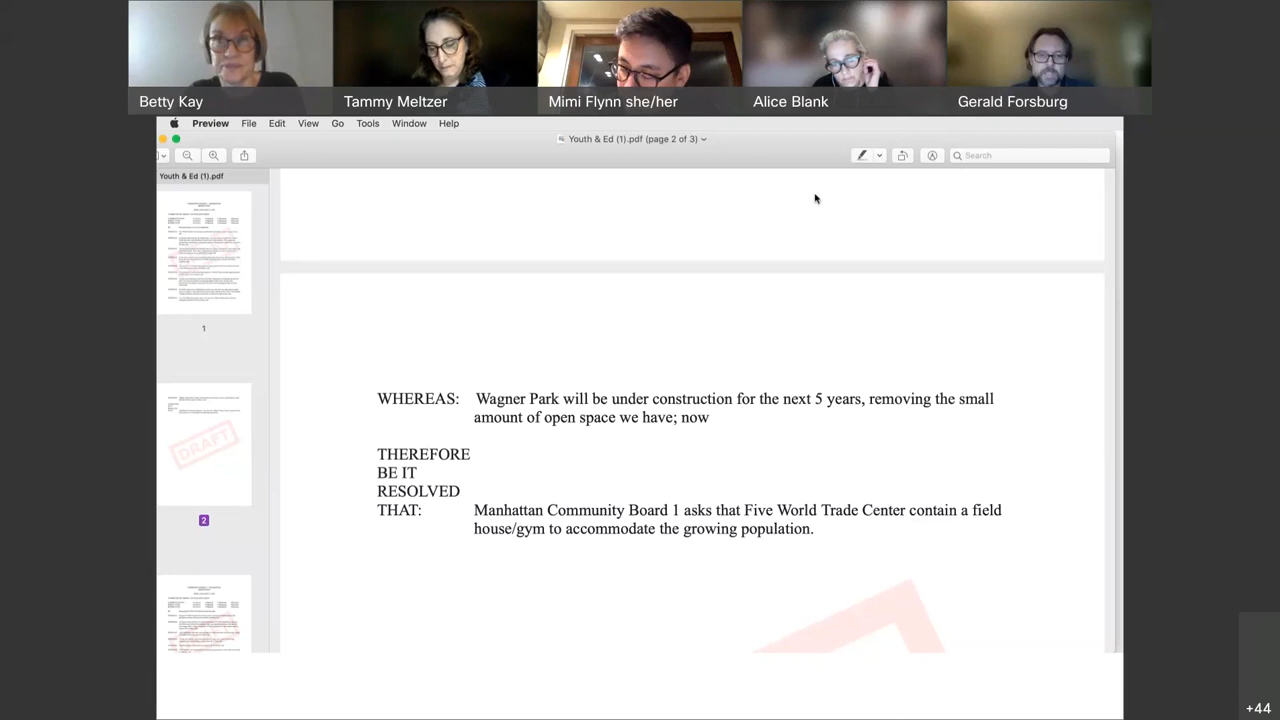 Betty Kay
Tammy Meltzer
Mimi Flynn she/her
Alice Blank
Gerald Forsburg
Preview File Edit View Go Tools Window Help
Youth & Ed (1).pdf (page 2 of 3)
Search
Youth & Ed (1).pdf
1
DRAFT
2
WHEREAS: Wagner Park will be under construction for the next 5 years, removing the small
amount of open space we have; now
THEREFORE
BE IT
RESOLVED
THAT: Manhattan Community Board 1 asks that Five World Trade Center contain a field
house/gym to accommodate the growing population.
+44